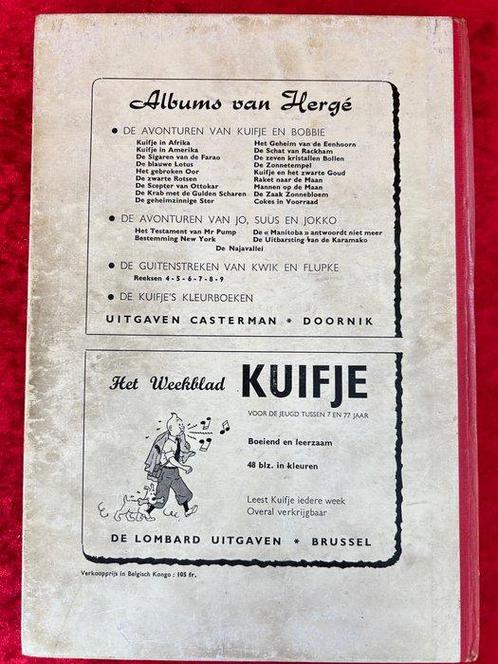 Albums van Hergé
• DE AVONTUREN VAN KUIFJE EN BOBBIE
Kuifje in Afrika
Kuifje in Amerika
De Sigaren van de Farao
De blauwe Lotus
Het gebroken Oor
De zwarte Rotsen
De Scepter van Ottokar
De Krab met de Gulden Scharen
De geheimzinnige Ster
Het Geheim van de Eenhoorn
De Schat van Rackham
De zeven kristallen Bollen
De Zonnetempel
Kuifje en het zwarte Goud
Raket naar de Maan
Mannen op de Maan
De Zaak Zonnebloem
Cokes in Voorraad
• DE AVONTUREN VAN JO, SUUS EN JOKKO
Het Testament van Mr Pump
Bestemming New York
De « Manitoba » antwoordt niet meer
De Uitbarsting van de Karamako
De Najavallei
• DE GUITENSTREKEN VAN KWIK EN FLUPKE
Reeksen 4 - 5 - 6 - 7 - 8 - 9
• DE KUIFJE'S KLEURBOEKEN
UITGAVEN CASTERMAN * DOORNIK
Het Weekblad KUIFJE
VOOR DE JEUGD TUSSEN 7 EN 77 JAAR
Boeiend en leerzaam
48 blz. in kleuren
Leest Kuifje iedere week
Overal verkrijgbaar
DE LOMBARD UITGAVEN * BRUSSEL
Verkoopprijs in Belgisch Kongo : 105 fr.